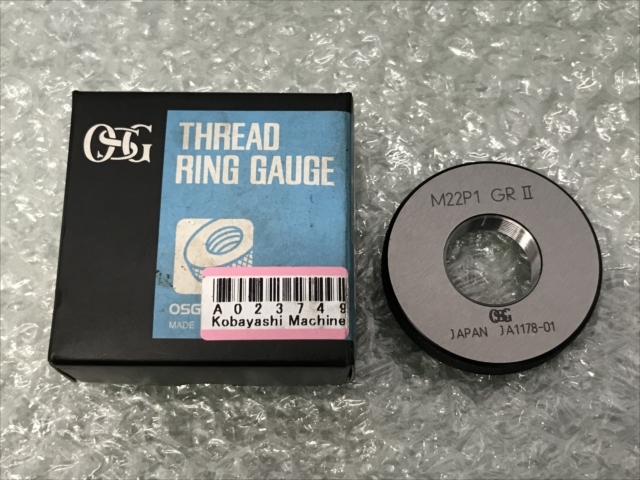 OSG
THREAD
RING GAUGE
OSG
MADE
A023749
Kobayashi Machine
M22P1 GR II
OSG
JAPAN JA1178-01